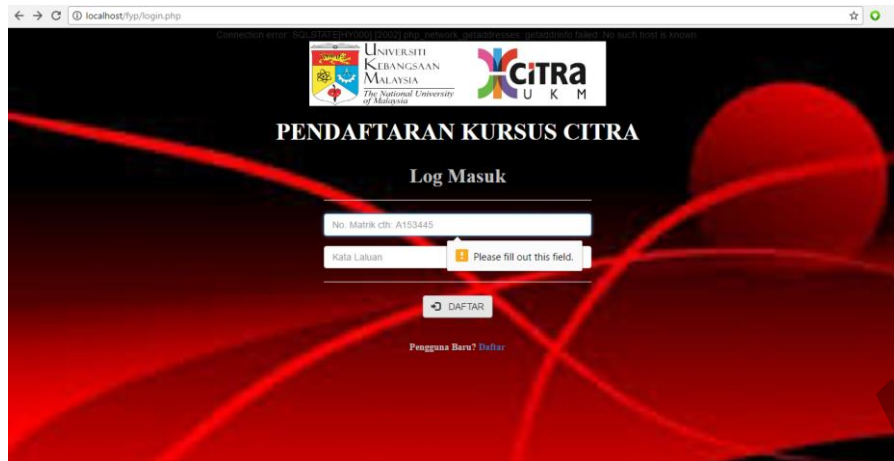 localhost/fyp/login.php
Connection error: SQLSTATE[HY000] [2002] php_network_getaddresses: getaddrinfo failed: No such host is known.
UNIVERSITI
KEBANGSAAN
MALAYSIA
The National University
of Malaysia
CiTRa
UKM
PENDAFTARAN KURSUS CITRA
Log Masuk
No. Matrik cth: A153445
Kata Laluan
Please fill out this field.
DAFTAR
Pengguna Baru? Daftar